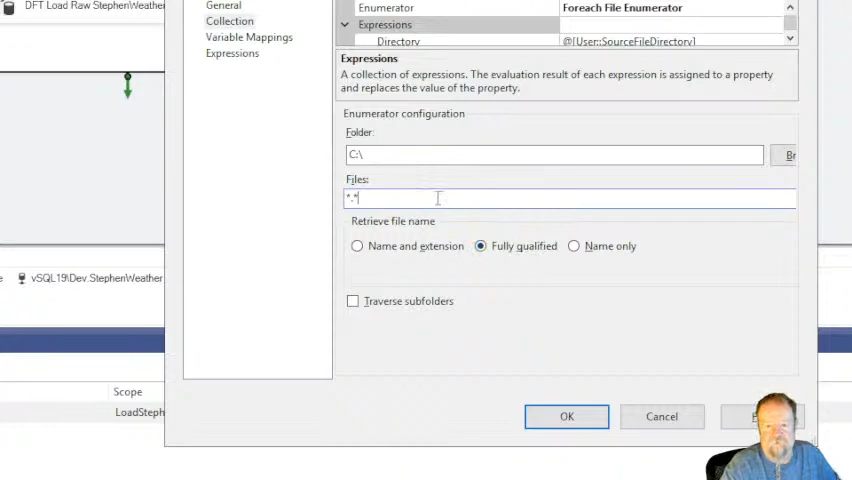 DFT Load Raw StephenWeather
General
Collection
Variable Mappings
Expressions
Enumerator Foreach File Enumerator
Expressions
Directory @[User::SourceFileDirectory]
Expressions
A collection of expressions. The evaluation result of each expression is assigned to a property
and replaces the value of the property.
Enumerator configuration
Folder:
C:\
Br
Files:
*.*
Retrieve file name
Name and extension Fully qualified Name only
vSQL19\Dev.StephenWeather
Traverse subfolders
Scope
LoadSteph
OK Cancel